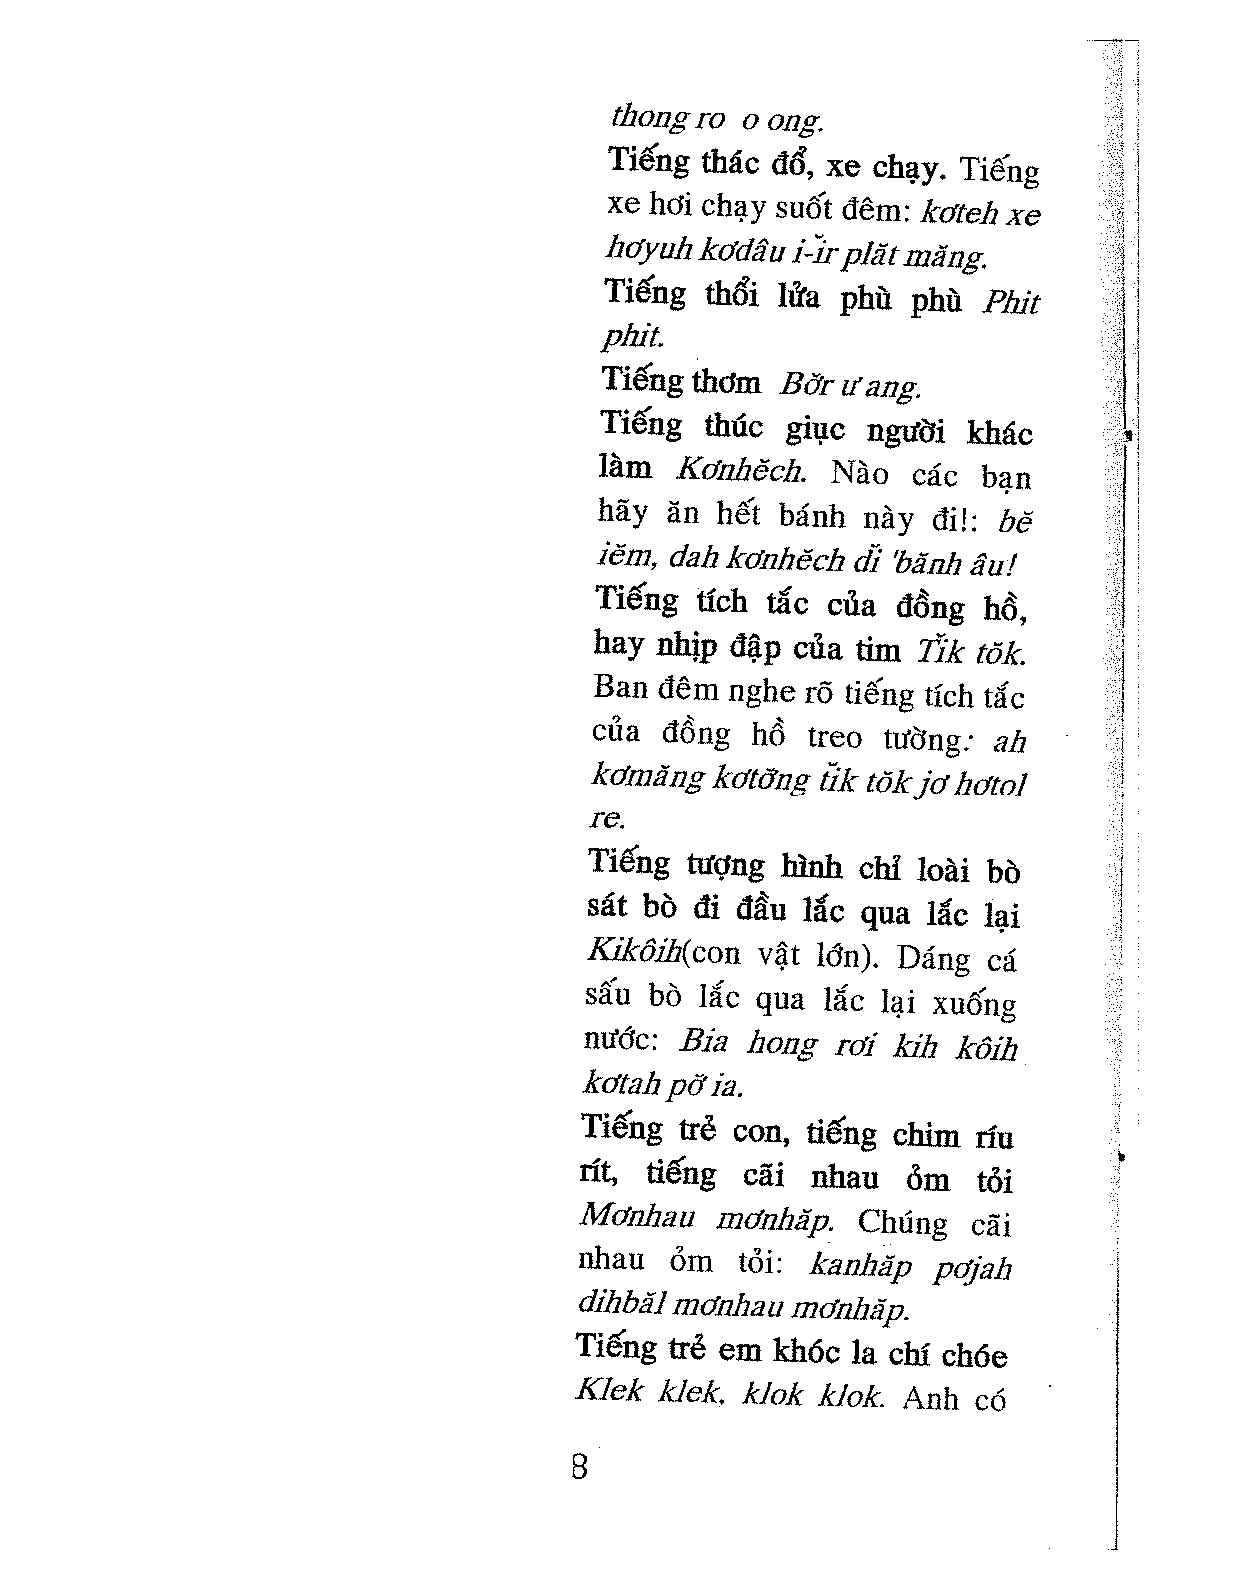 thong ro o ong.
Tiếng thác đổ, xe chạy. Tiếng
xe hơi chạy suốt đêm: kơteh xe
hơyuh kơdâu i-ĭr plăt măng.
Tiếng thổi lửa phù phù Phit
phit.
Tiếng thơm Bơ̆r ư ang.
Tiếng thúc giục người khác
làm Kơnhĕch. Nào các bạn
hãy ăn hết bánh này đi!: bĕ
iĕm, dah kơnhĕch dĭ 'bănh âu!
Tiếng tích tắc của đồng hồ,
hay nhịp đập của tim Tĭk tŏk.
Ban đêm nghe rõ tiếng tích tắc
của đồng hồ treo tường: ah
kơmăng kơtơ̆ng tĭk tŏk jơ hơtol
re.
Tiếng tượng hình chỉ loài bò
sát bò đi đầu lắc qua lắc lại
Kikôih(con vật lớn). Dáng cá
sấu bò lắc qua lắc lại xuống
nước: Bia hong rơi kih kôih
kơtah pơ̆ ia.
Tiếng trẻ con, tiếng chim ríu
rít, tiếng cãi nhau ỏm tỏi
Mơnhau mơnhăp. Chúng cãi
nhau ỏm tỏi: kanhăp pơjah
dihbăl mơnhau mơnhăp.
Tiếng trẻ em khóc la chí chóe
Klek klek, klok klok. Anh có
8